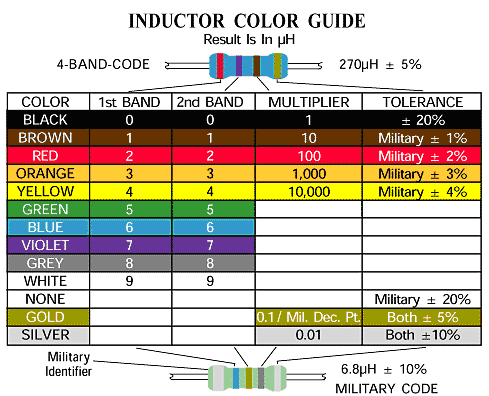 INDUCTOR COLOR GUIDE
Result Is In µH
4-BAND-CODE 270µH ± 5%
COLOR 1st BAND 2nd BAND MULTIPLIER TOLERANCE
BLACK 0 0 1 ± 20%
BROWN 1 1 10 Military ± 1%
RED 2 2 100 Military ± 2%
ORANGE 3 3 1,000 Military ± 3%
YELLOW 4 4 10,000 Military ± 4%
GREEN 5 5
BLUE 6 6
VIOLET 7 7
GREY 8 8
WHITE 9 9
NONE Military ± 20%
GOLD 0.1/ Mil. Dec. Pt. Both ± 5%
SILVER 0.01 Both ±10%
Military
Identifier
6.8µH ± 10%
MILITARY CODE